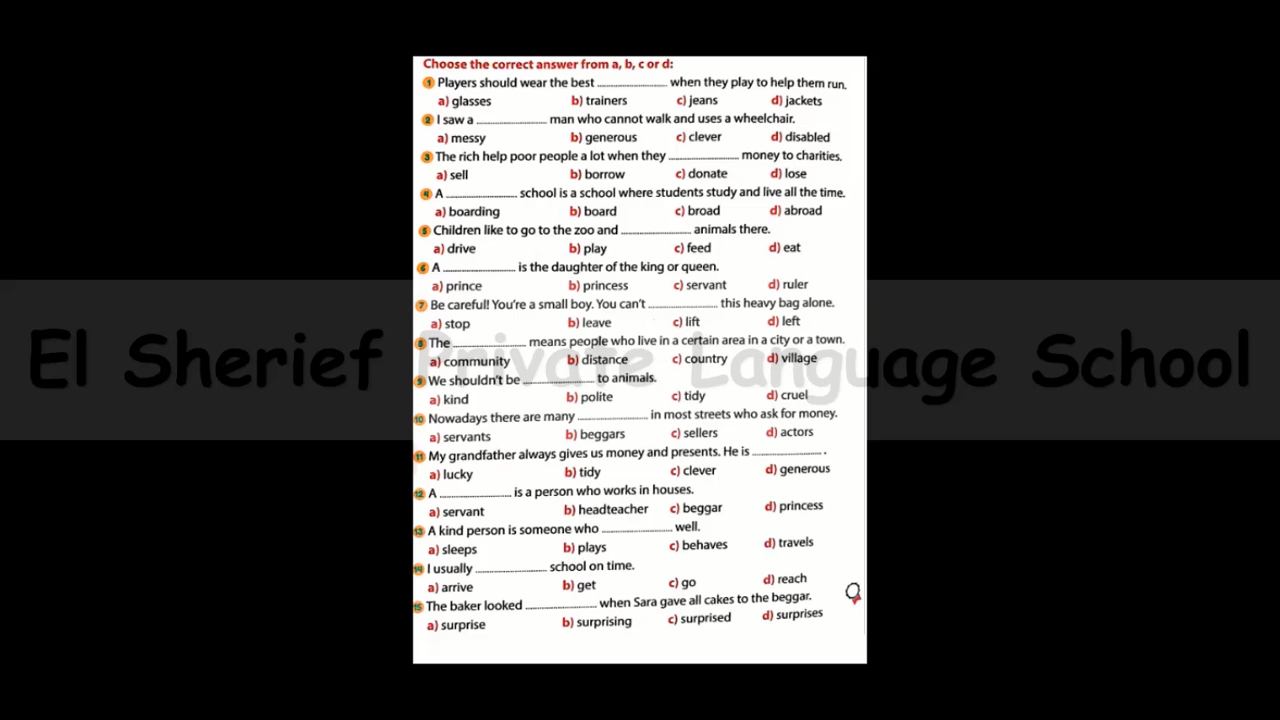 Choose the correct answer from a, b, c or d:
1 Players should wear the best ............ when they play to help them run.
a) glasses b) trainers c) jeans d) jackets
2 I saw a ............ man who cannot walk and uses a wheelchair.
a) messy b) generous c) clever d) disabled
3 The rich help poor people a lot when they ............ money to charities.
a) sell b) borrow c) donate d) lose
4 A ............ school is a school where students study and live all the time.
a) boarding b) board c) broad d) abroad
5 Children like to go to the zoo and ............ animals there.
a) drive b) play c) feed d) eat
6 A ............ is the daughter of the king or queen.
a) prince b) princess c) servant d) ruler
7 Be careful! You're a small boy. You can't ............ this heavy bag alone.
a) stop b) leave c) lift d) left
8 The ............ means people who live in a certain area in a city or a town.
El Sherief Private Language School
a) community b) distance c) country d) village
9 We shouldn't be ............ to animals.
a) kind b) polite c) tidy d) cruel
10 Nowadays there are many ............ in most streets who ask for money.
a) servants b) beggars c) sellers d) actors
11 My grandfather always gives us money and presents. He is ............ .
a) lucky b) tidy c) clever d) generous
12 A ............ is a person who works in houses.
a) servant b) headteacher c) beggar d) princess
13 A kind person is someone who ............ well.
a) sleeps b) plays c) behaves d) travels
14 I usually ............ school on time.
a) arrive b) get c) go d) reach
15 The baker looked ............ when Sara gave all cakes to the beggar.
a) surprise b) surprising c) surprised d) surprises